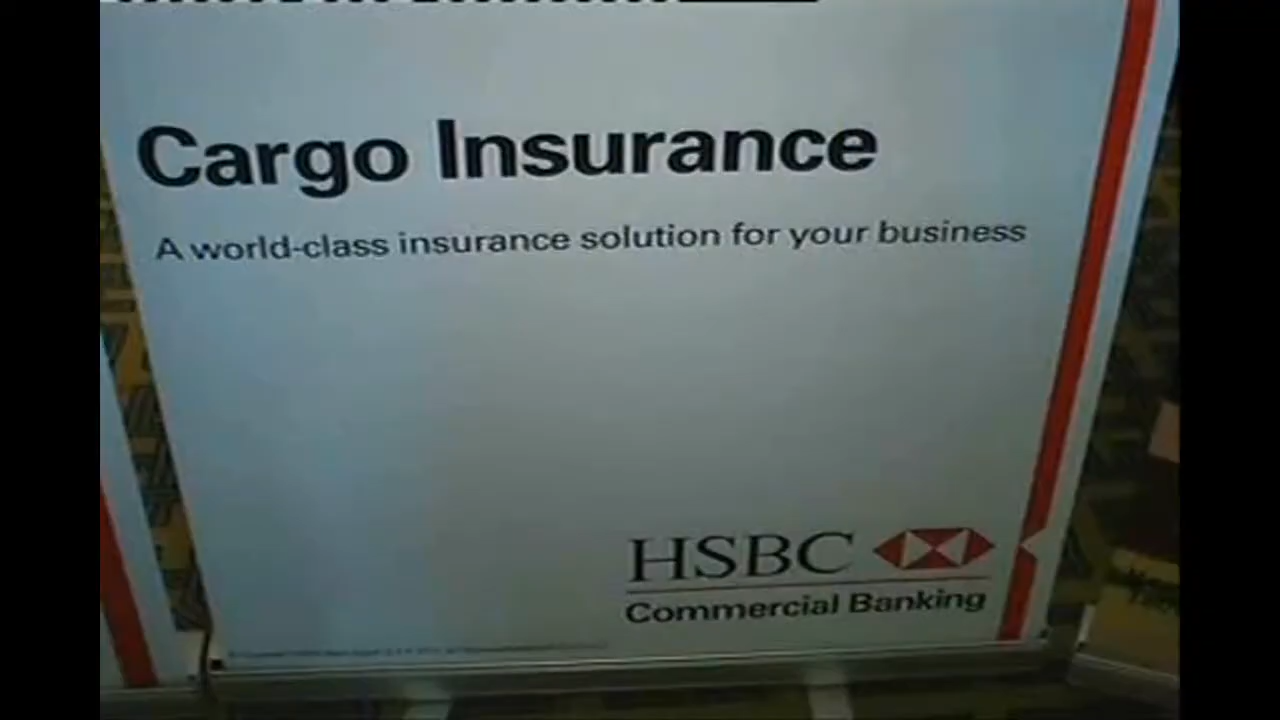 Cargo Insurance
A world-class insurance solution for your business
HSBC
Commercial Banking